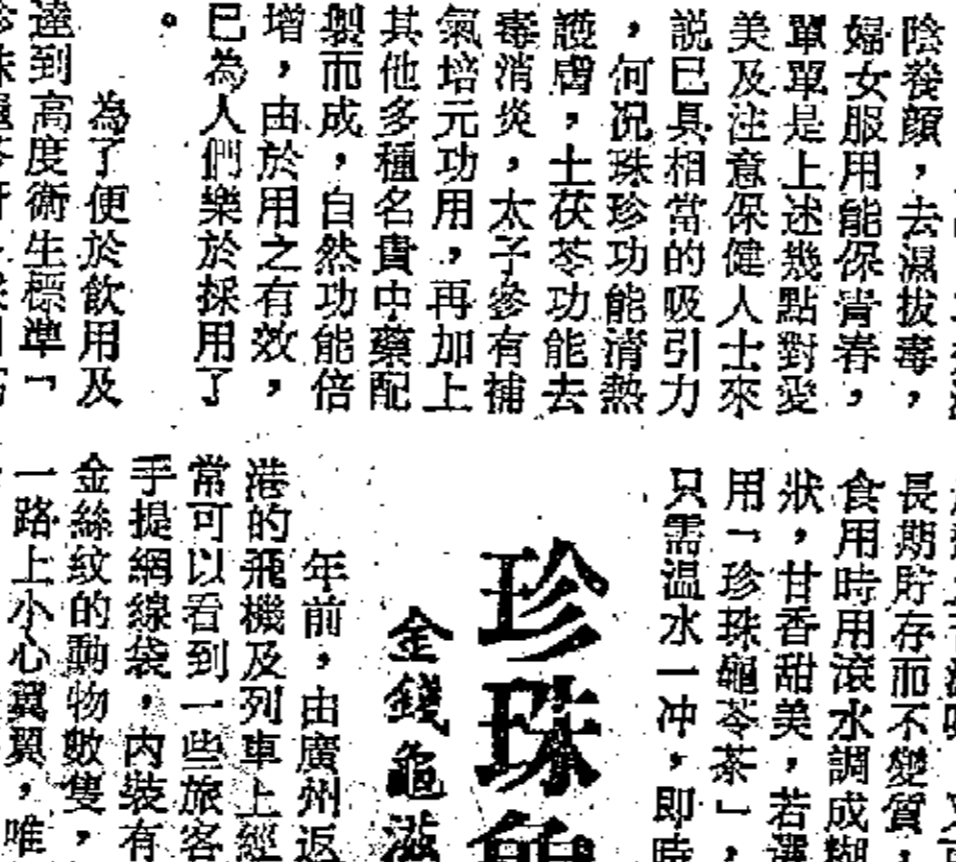 陰養顏，去濕拔毒，
婦女服用能保青春，
單單是上述幾點對愛
美及注意保健人士來
説已具相當的吸引力
，何况珠珍功能淸熱
護膚，土茯苓功能去
毒消炎，太子參有補
氣培元功用，再加上
其他多種名貴中藥配
製而成，自然功能倍
增，由於用之有效，
已為人們樂於採用了
。
為了便於飲用及
達到高度衛生標準「
長期貯存而不變質，
食用時用滾水調成糊
狀，甘香甜美，若選
用「珍珠龜苓茶」，
只需温水一冲，即時
珍珠龜
金錢龜滋
年前，由廣州返
港的飛機及列車上經
常可以看到一些旅客
手提網線袋，內裝有
金絲紋的動物數隻，
一路上小心翼翼，唯